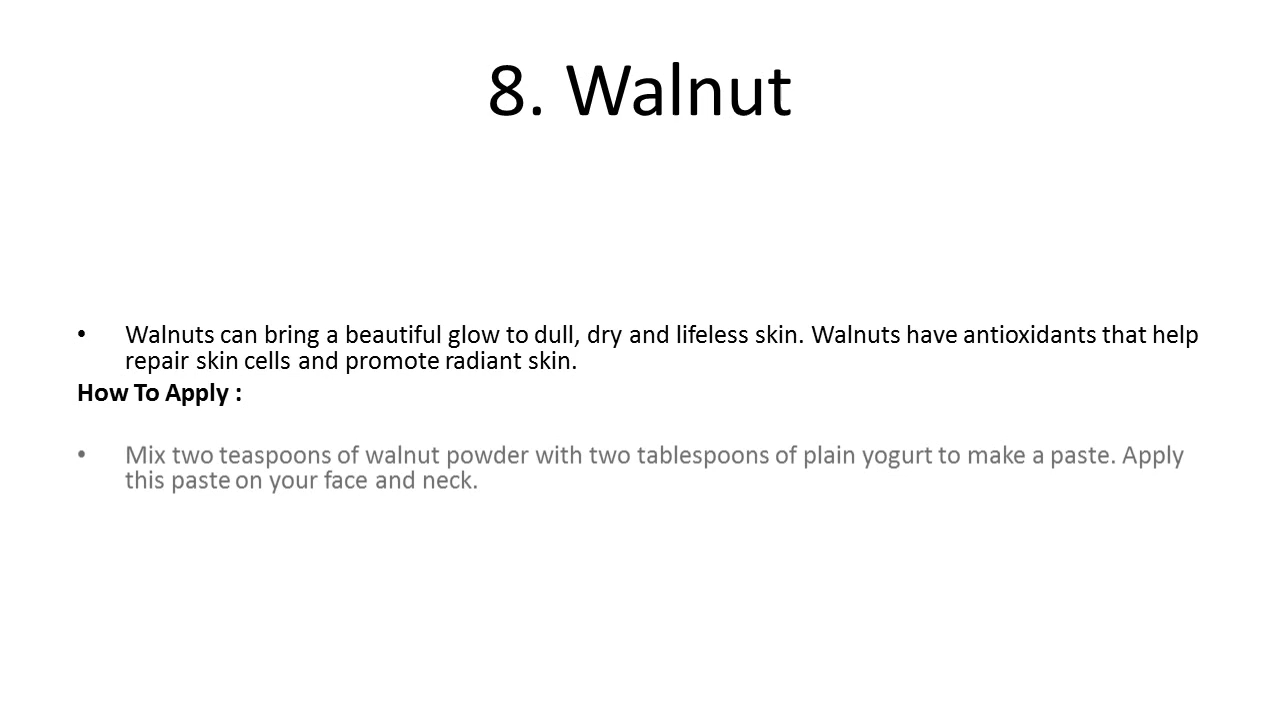 8. Walnut
• Walnuts can bring a beautiful glow to dull, dry and lifeless skin. Walnuts have antioxidants that help
repair skin cells and promote radiant skin.
How To Apply :
• Mix two teaspoons of walnut powder with two tablespoons of plain yogurt to make a paste. Apply
this paste on your face and neck.